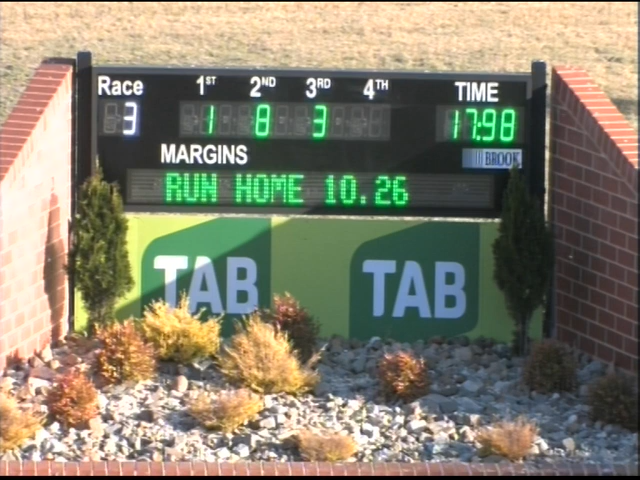 Race 1ST 2ND 3RD 4TH TIME
3 1 8 3 17:98
MARGINS BROOK
RUN HOME 10.26
TAB TAB